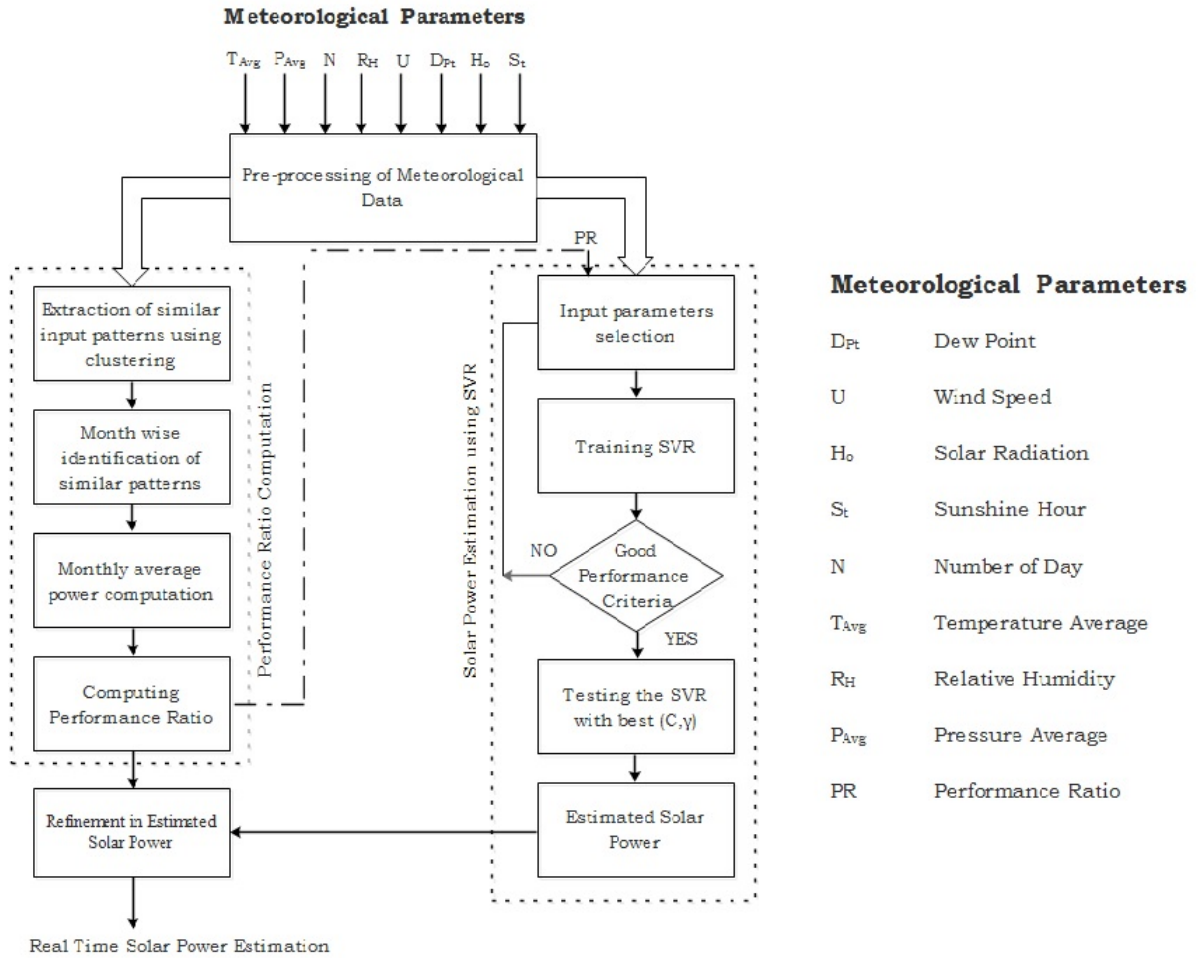 Meteorological Parameters
TAvg PAvg N RH U DPt Ho St
Pre-processing of Meteorological
Data
PR
Extraction of similar
input patterns using
clustering
Month wise
identification of
similar patterns
Monthly average
power computation
Computing
Performance Ratio
Performance Ratio Computation
Refinement in Estimated
Solar Power
Real Time Solar Power Estimation
Solar Power Estimation using SVR
Input parameters
selection
Training SVR
NO
Good
Performance
Criteria
YES
Testing the SVR
with best (C,γ)
Estimated Solar
Power
Meteorological Parameters
DPt Dew Point
U Wind Speed
Ho Solar Radiation
St Sunshine Hour
N Number of Day
TAvg Temperature Average
RH Relative Humidity
PAvg Pressure Average
PR Performance Ratio